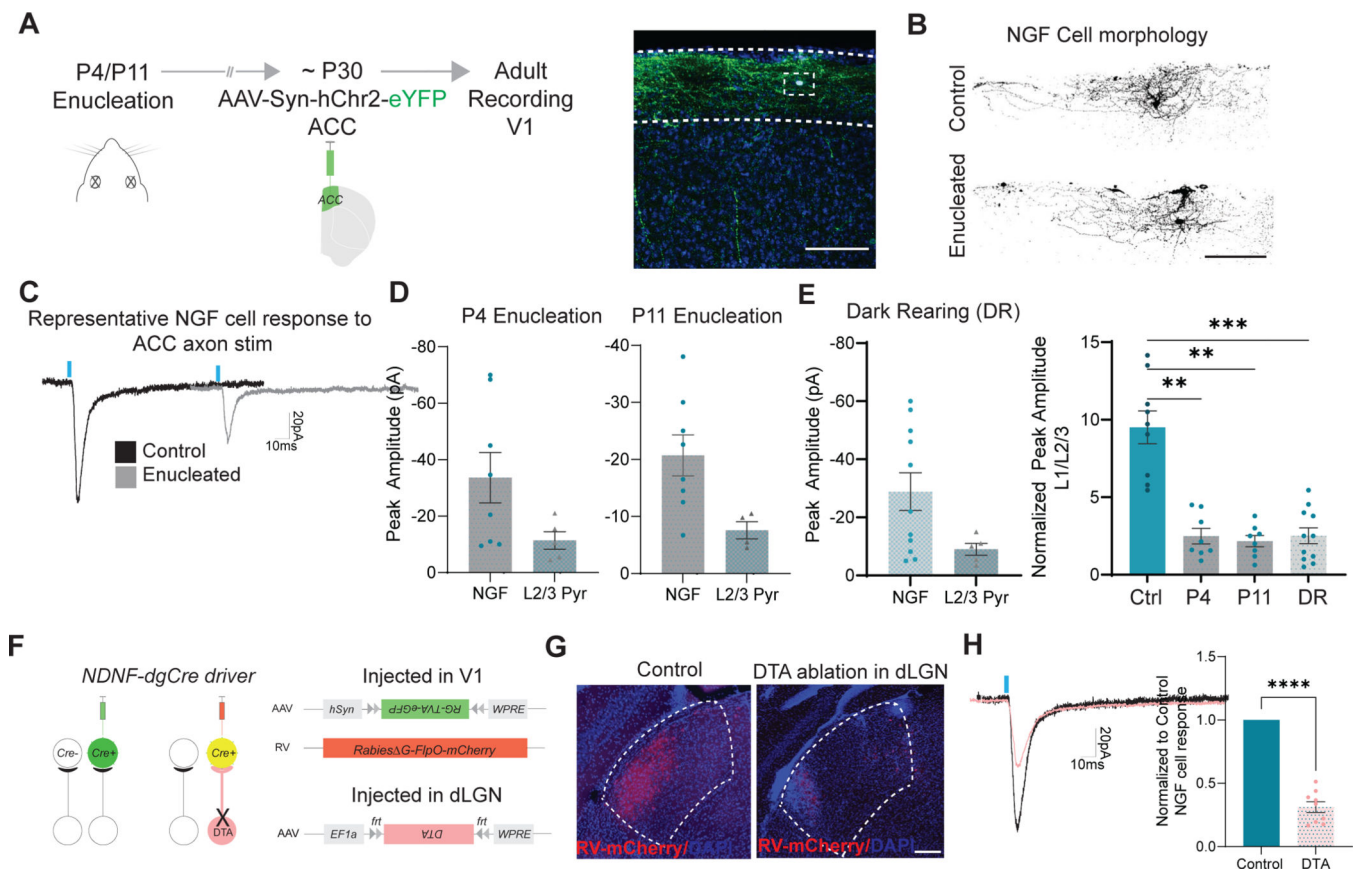 A
P4/P11
Enucleation
~ P30
AAV-Syn-hChr2-eYFP
ACC
Adult
Recording
V1
ACC
B
NGF Cell morphology
Control
Enucleated
C
Representative NGF cell response to
ACC axon stim
20pA
10ms
Control
Enucleated
D
P4 Enucleation
Peak Amplitude (pA)
-80
-60
-40
-20
0
NGF
L2/3 Pyr
P11 Enucleation
-40
-30
-20
-10
0
NGF
L2/3 Pyr
E
Dark Rearing (DR)
Peak Amplitude (pA)
-80
-60
-40
-20
0
NGF
L2/3 Pyr
Normalized Peak Amplitude
L1/L2/3
15
10
5
0
***
**
**
Ctrl
P4
P11
DR
F
NDNF-dgCre driver
Cre-
Cre+
Cre+
X
DTA
Injected in V1
AAV
hSyn
RG-TVA-eGFP
WPRE
RV
Rabies∆G-FlpO-mCherry
Injected in dLGN
AAV
EF1a
frt
DTA
frt
WPRE
G
Control
RV-mCherry/DAPI
DTA ablation in dLGN
RV-mCherry/DAPI
H
20pA
10ms
Normalized to Control
NGF cell response
1.5
1.0
0.5
0.0
****
Control
DTA